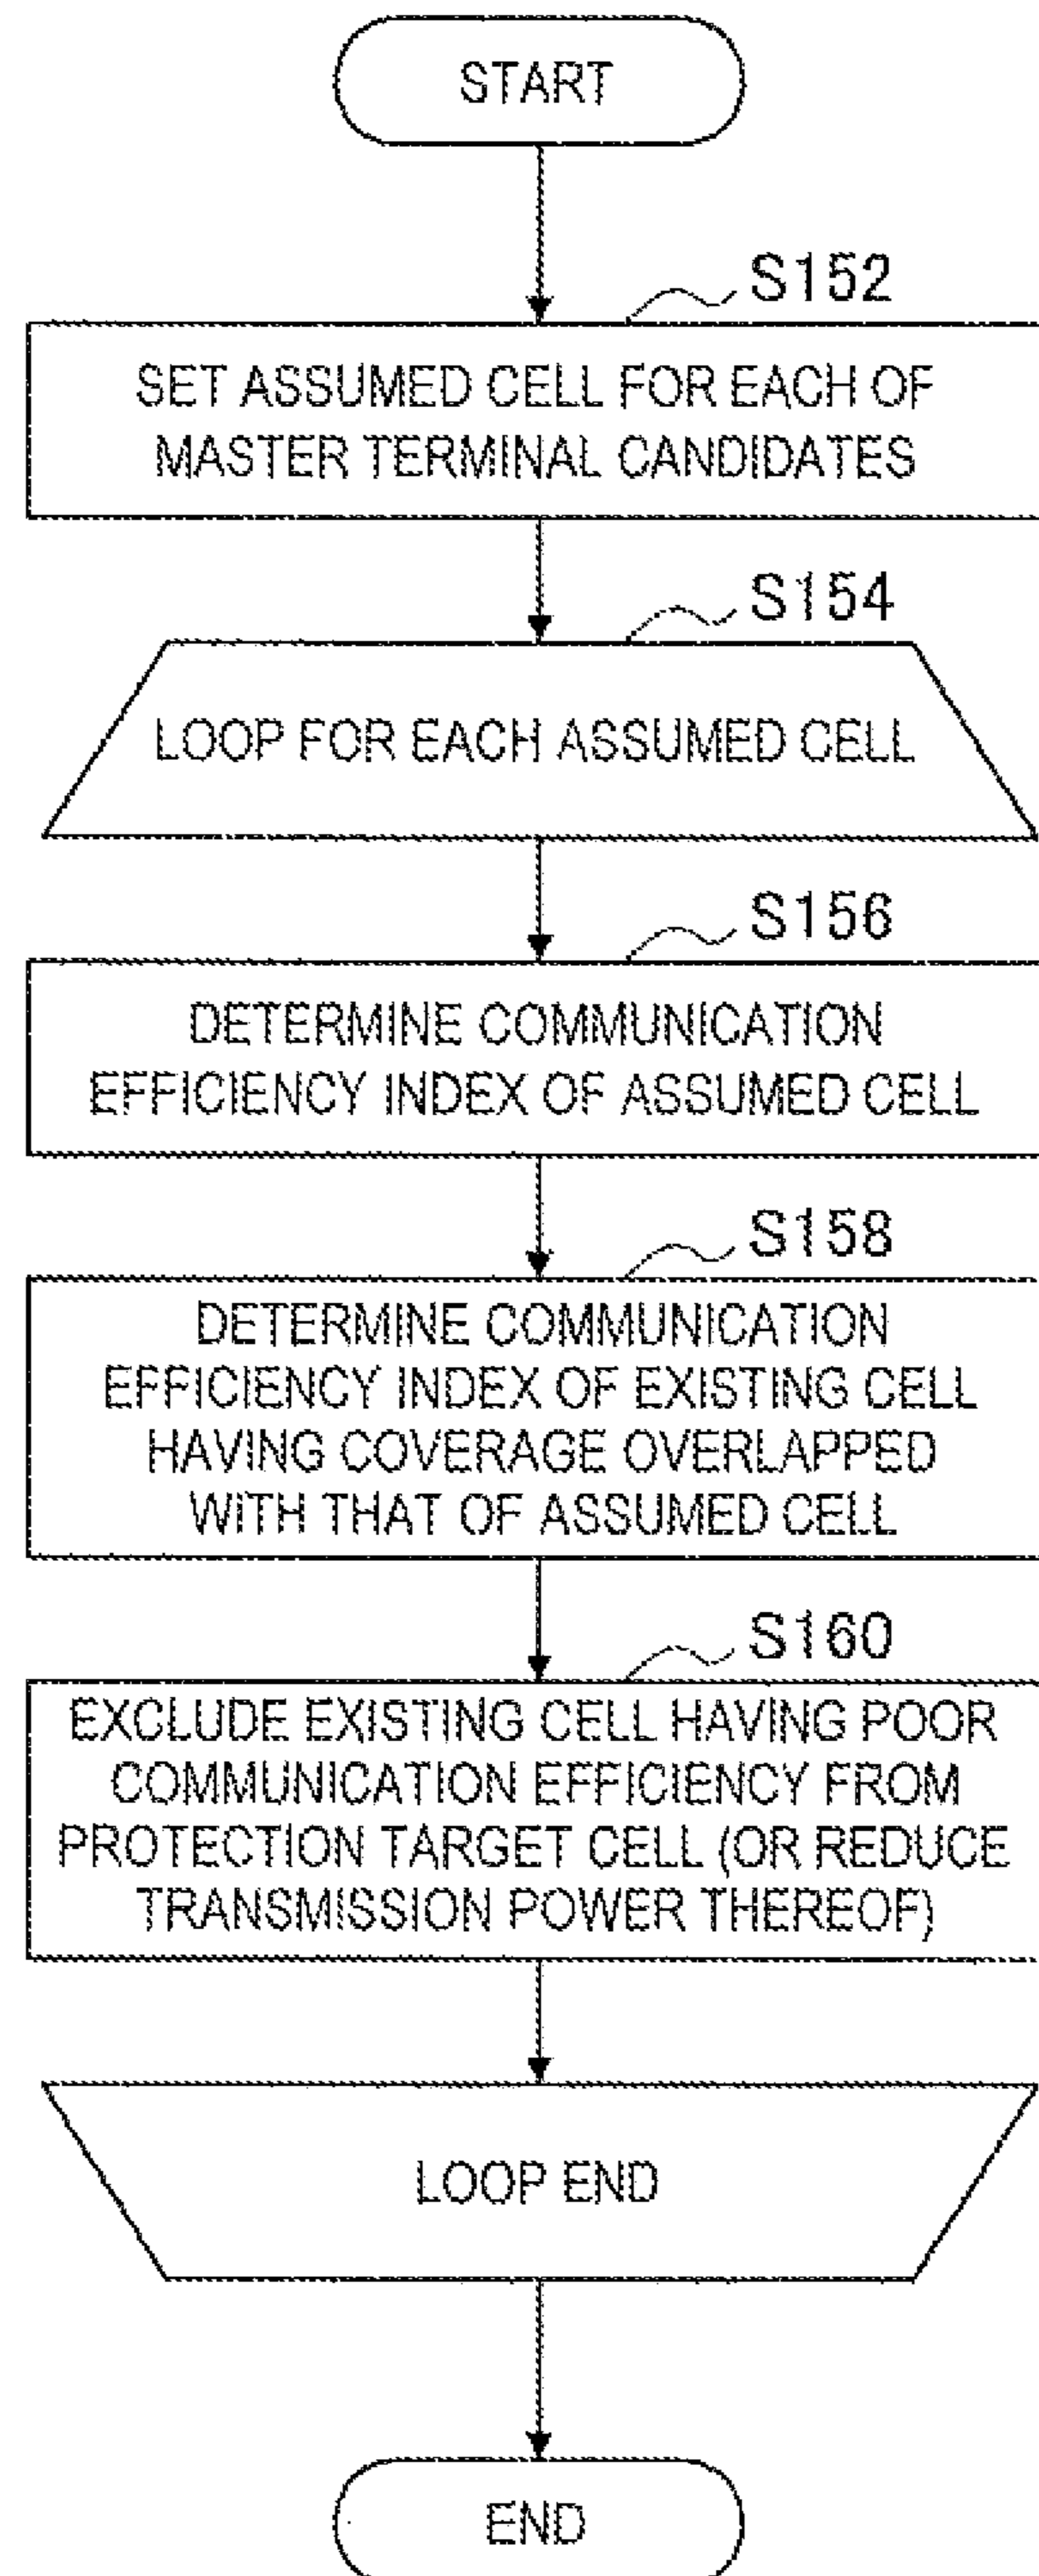 START
S152
SET ASSUMED CELL FOR EACH OF
MASTER TERMINAL CANDIDATES
S154
LOOP FOR EACH ASSUMED CELL
S156
DETERMINE COMMUNICATION
EFFICIENCY INDEX OF ASSUMED CELL
S158
DETERMINE COMMUNICATION
EFFICIENCY INDEX OF EXISTING CELL
HAVING COVERAGE OVERLAPPED
WITH THAT OF ASSUMED CELL
S160
EXCLUDE EXISTING CELL HAVING POOR
COMMUNICATION EFFICIENCY FROM
PROTECTION TARGET CELL (OR REDUCE
TRANSMISSION POWER THEREOF)
LOOP END
END